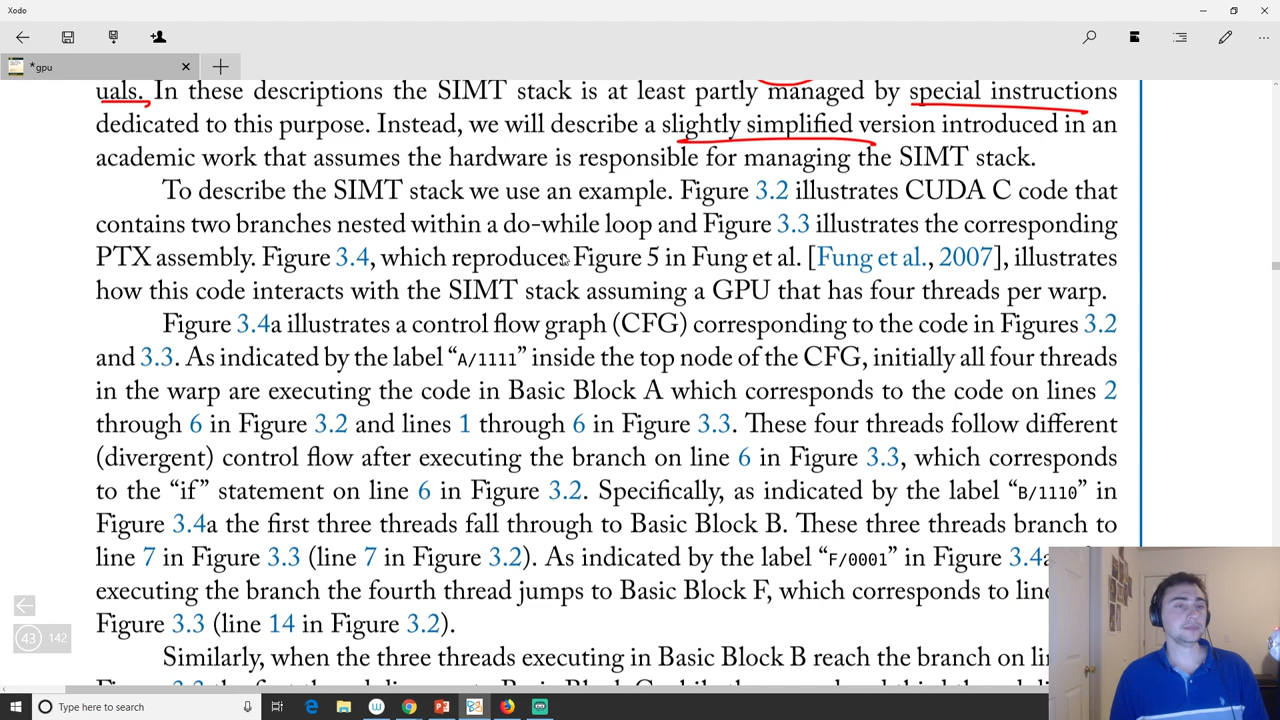 Xodo
*gpu
uals. In these descriptions the SIMT stack is at least partly managed by special instructions
dedicated to this purpose. Instead, we will describe a slightly simplified version introduced in an
academic work that assumes the hardware is responsible for managing the SIMT stack.
To describe the SIMT stack we use an example. Figure 3.2 illustrates CUDA C code that
contains two branches nested within a do-while loop and Figure 3.3 illustrates the corresponding
PTX assembly. Figure 3.4, which reproduces Figure 5 in Fung et al. [Fung et al., 2007], illustrates
how this code interacts with the SIMT stack assuming a GPU that has four threads per warp.
Figure 3.4a illustrates a control flow graph (CFG) corresponding to the code in Figures 3.2
and 3.3. As indicated by the label “A/1111” inside the top node of the CFG, initially all four threads
in the warp are executing the code in Basic Block A which corresponds to the code on lines 2
through 6 in Figure 3.2 and lines 1 through 6 in Figure 3.3. These four threads follow different
(divergent) control flow after executing the branch on line 6 in Figure 3.3, which corresponds
to the “if” statement on line 6 in Figure 3.2. Specifically, as indicated by the label “B/1110” in
Figure 3.4a the first three threads fall through to Basic Block B. These three threads branch to
line 7 in Figure 3.3 (line 7 in Figure 3.2). As indicated by the label “F/0001” in Figure 3.4a
executing the branch the fourth thread jumps to Basic Block F, which corresponds to line
Figure 3.3 (line 14 in Figure 3.2).
Similarly, when the three threads executing in Basic Block B reach the branch on
43 142
Type here to search